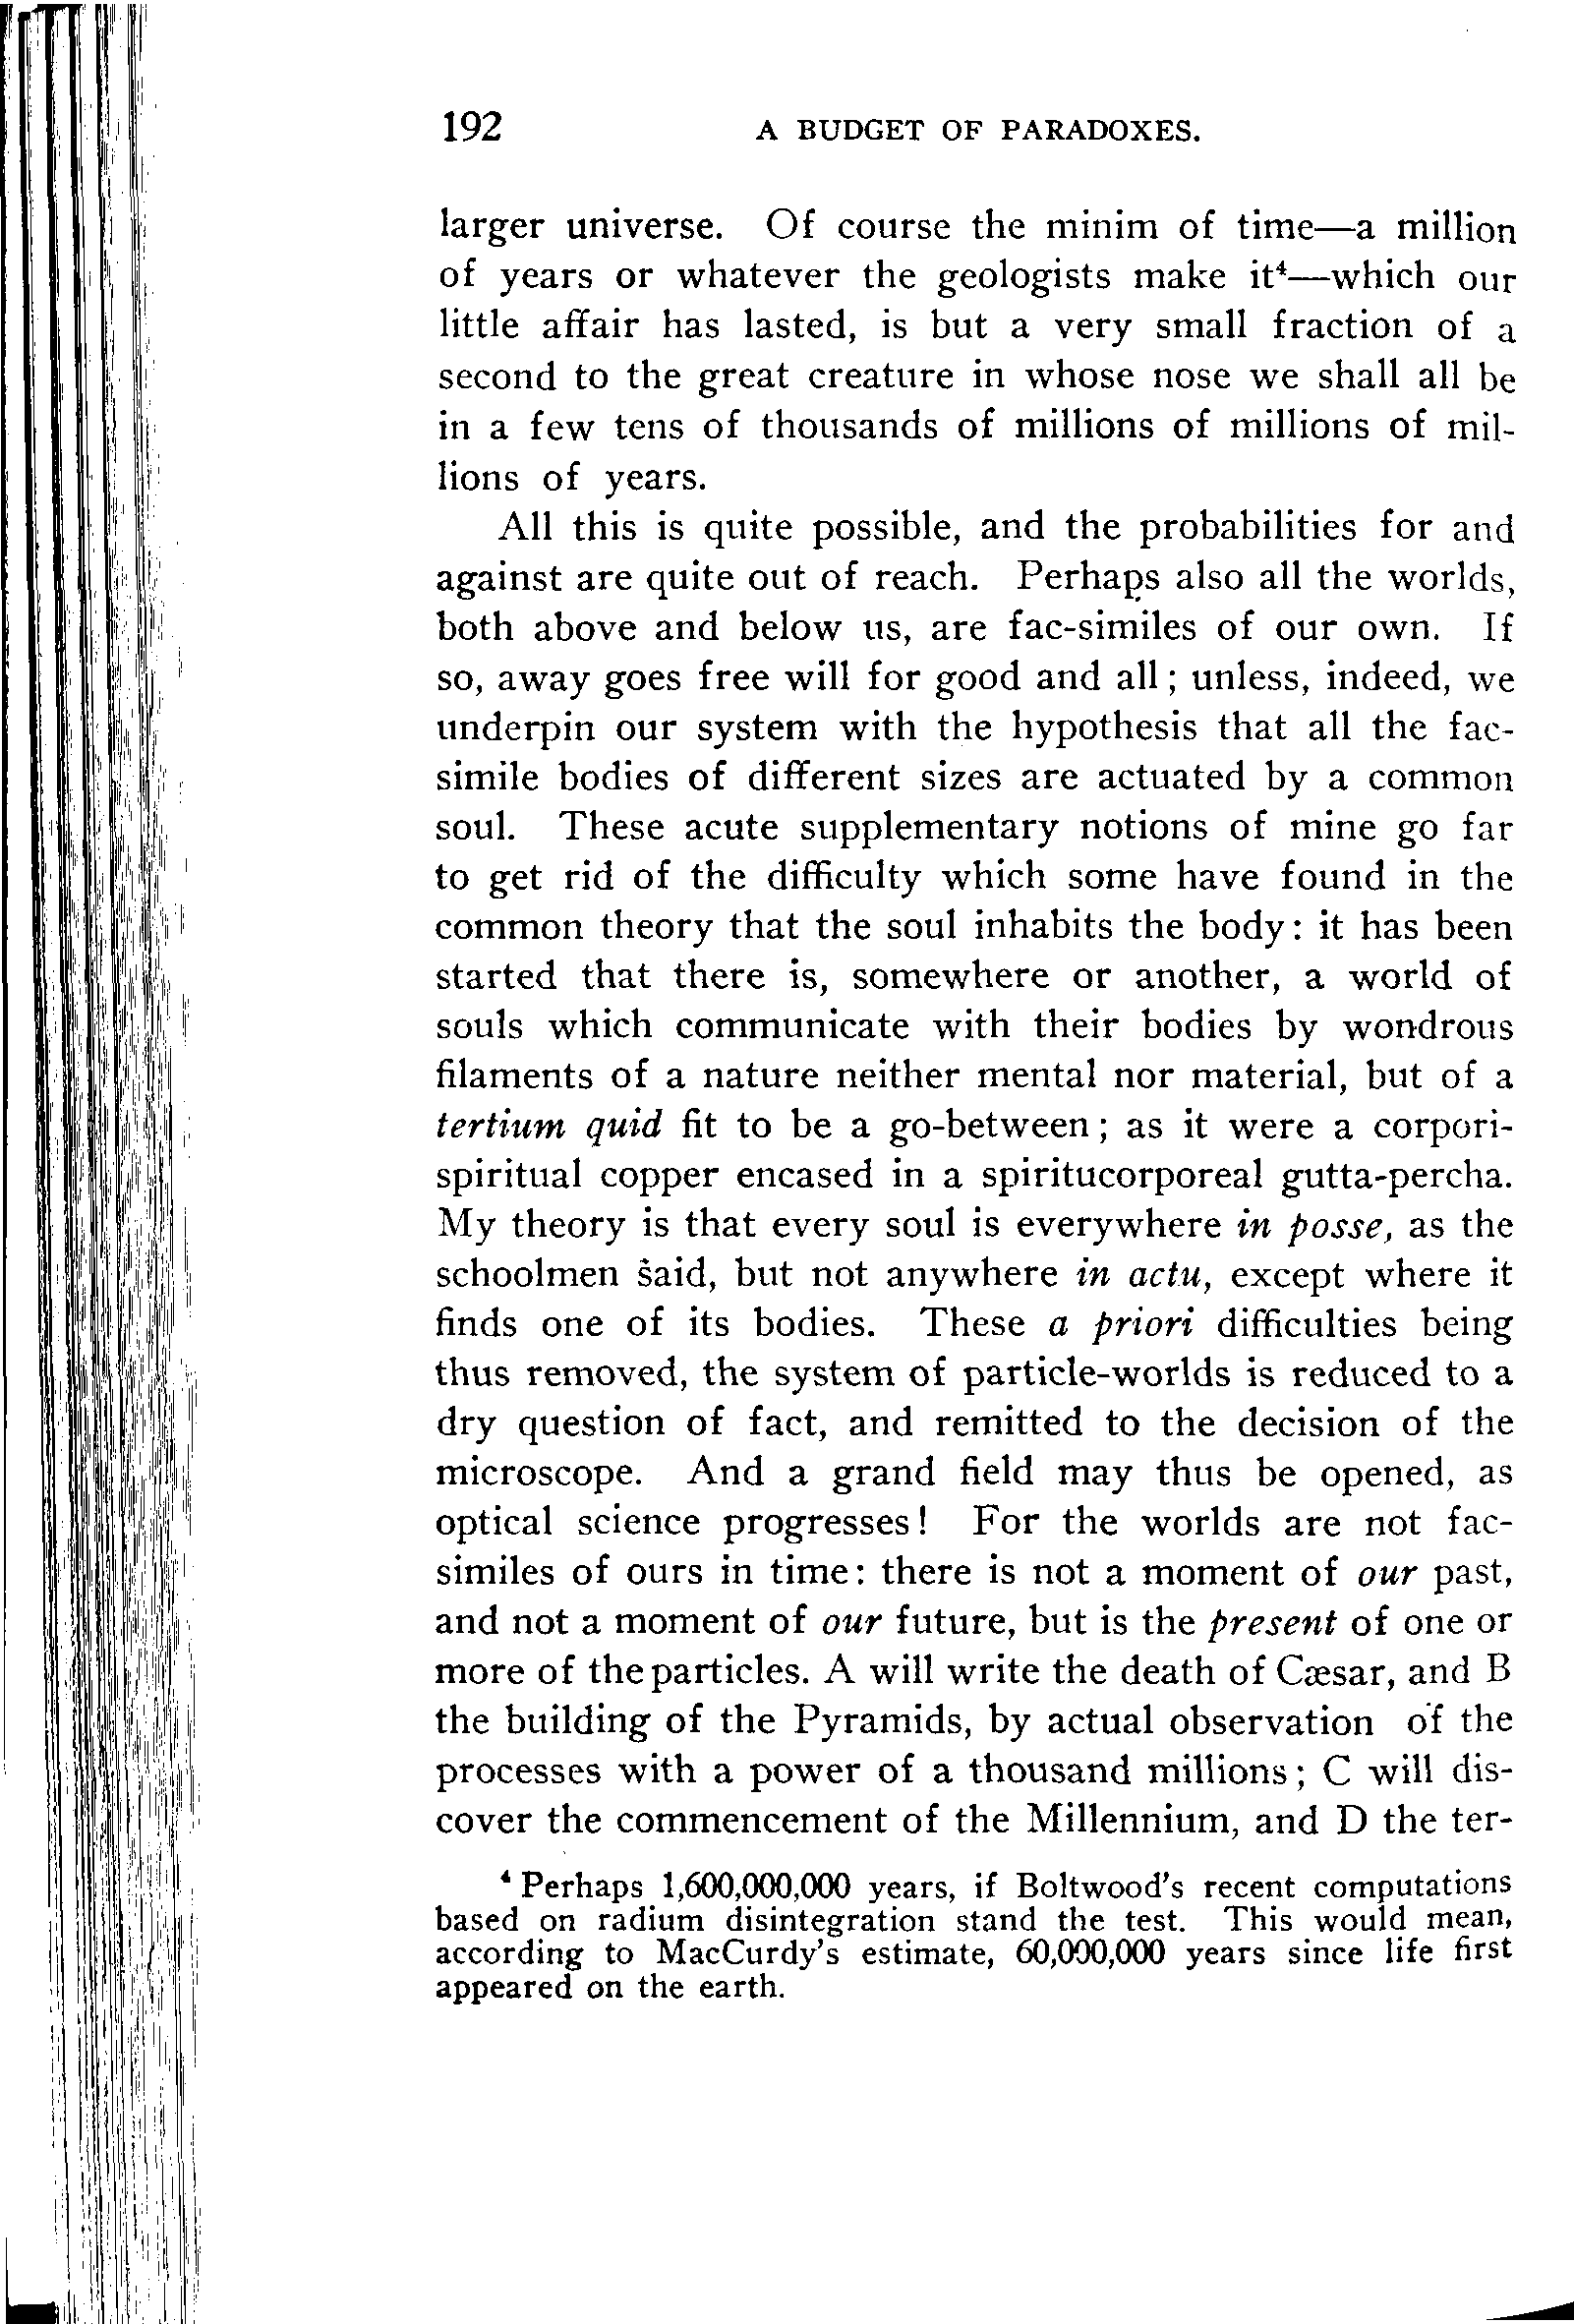 192 A BUDGET OF PARADOXES.
larger universe. Of course the minim of time—a million
of years or whatever the geologists make it⁴—which our
little affair has lasted, is but a very small fraction of a
second to the great creature in whose nose we shall all be
in a few tens of thousands of millions of millions of mil-
lions of years.
All this is quite possible, and the probabilities for and
against are quite out of reach. Perhaps also all the worlds,
both above and below us, are fac-similes of our own. If
so, away goes free will for good and all; unless, indeed, we
underpin our system with the hypothesis that all the fac-
simile bodies of different sizes are actuated by a common
soul. These acute supplementary notions of mine go far
to get rid of the difficulty which some have found in the
common theory that the soul inhabits the body: it has been
started that there is, somewhere or another, a world of
souls which communicate with their bodies by wondrous
filaments of a nature neither mental nor material, but of a
tertium quid fit to be a go-between; as it were a corpori-
spiritual copper encased in a spiritucorporeal gutta-percha.
My theory is that every soul is everywhere in posse, as the
schoolmen said, but not anywhere in actu, except where it
finds one of its bodies. These a priori difficulties being
thus removed, the system of particle-worlds is reduced to a
dry question of fact, and remitted to the decision of the
microscope. And a grand field may thus be opened, as
optical science progresses! For the worlds are not fac-
similes of ours in time: there is not a moment of our past,
and not a moment of our future, but is the present of one or
more of the particles. A will write the death of Cæsar, and B
the building of the Pyramids, by actual observation of the
processes with a power of a thousand millions; C will dis-
cover the commencement of the Millennium, and D the ter-
⁴ Perhaps 1,600,000,000 years, if Boltwood's recent computations
based on radium disintegration stand the test. This would mean,
according to MacCurdy's estimate, 60,000,000 years since life first
appeared on the earth.